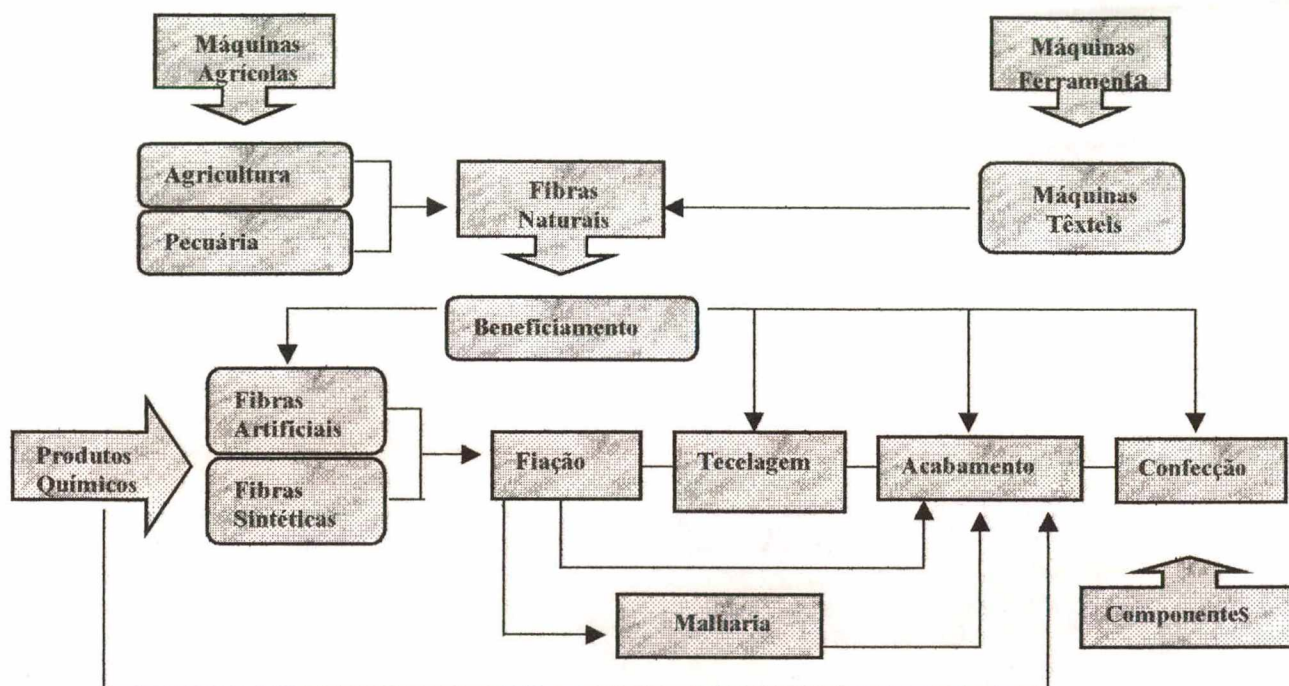 Máquinas
Agrícolas
Máquinas
Ferramenta
Agricultura
Pecuária
Fibras
Naturais
Máquinas
Têxteis
Beneficiamento
Fibras
Artificiais
Produtos
Químicos
Fibras
Sintéticas
Fiação
Tecelagem
Acabamento
Confecção
Malharia
Componentes